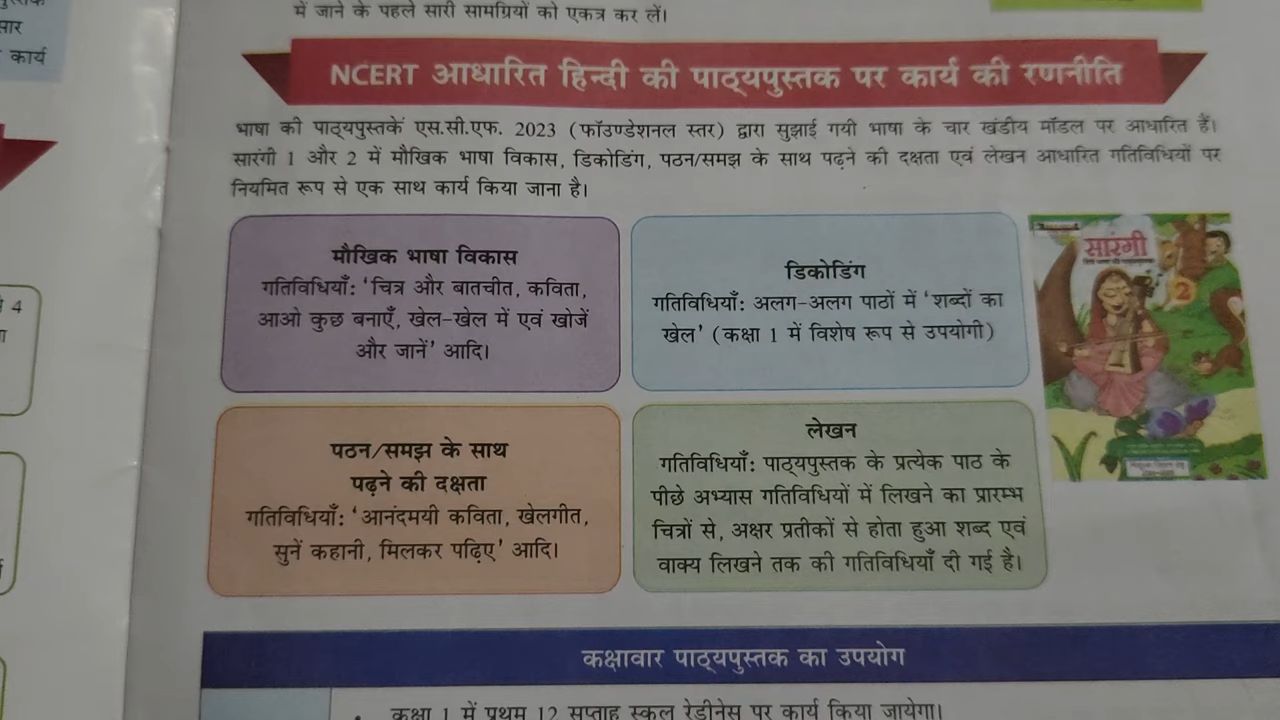 में जाने के पहले सारी सामग्रियों को एकत्र कर लें।
सार
कार्य
NCERT आधारित हिन्दी की पाठ्यपुस्तक पर कार्य की रणनीति
भाषा की पाठ्यपुस्तकें एस.सी.एफ. 2023 (फॉउण्डेशनल स्तर) द्वारा सुझाई गयी भाषा के चार खंडीय मॉडल पर आधारित हैं।
सारंगी 1 और 2 में मौखिक भाषा विकास, डिकोडिंग, पठन/समझ के साथ पढ़ने की दक्षता एवं लेखन आधारित गतिविधियों पर
नियमित रूप से एक साथ कार्य किया जाना है।
मौखिक भाषा विकास
गतिविधियाँ: 'चित्र और बातचीत, कविता,
आओ कुछ बनाएँ, खेल-खेल में एवं खोजें
और जानें' आदि।
डिकोडिंग
गतिविधियाँ: अलग-अलग पाठों में 'शब्दों का
खेल' (कक्षा 1 में विशेष रूप से उपयोगी)
सारंगी
2
4
पठन/समझ के साथ
पढ़ने की दक्षता
गतिविधियाँ: 'आनंदमयी कविता, खेलगीत,
सुनें कहानी, मिलकर पढ़िए' आदि।
लेखन
गतिविधियाँ: पाठ्यपुस्तक के प्रत्येक पाठ के
पीछे अभ्यास गतिविधियों में लिखने का प्रारम्भ
चित्रों से, अक्षर प्रतीकों से होता हुआ शब्द एवं
वाक्य लिखने तक की गतिविधियाँ दी गई है।
कक्षावार पाठ्यपुस्तक का उपयोग
• कक्षा 1 में प्रथम 12 सप्ताह स्कूल रेडीनेस पर कार्य किया जायेगा।